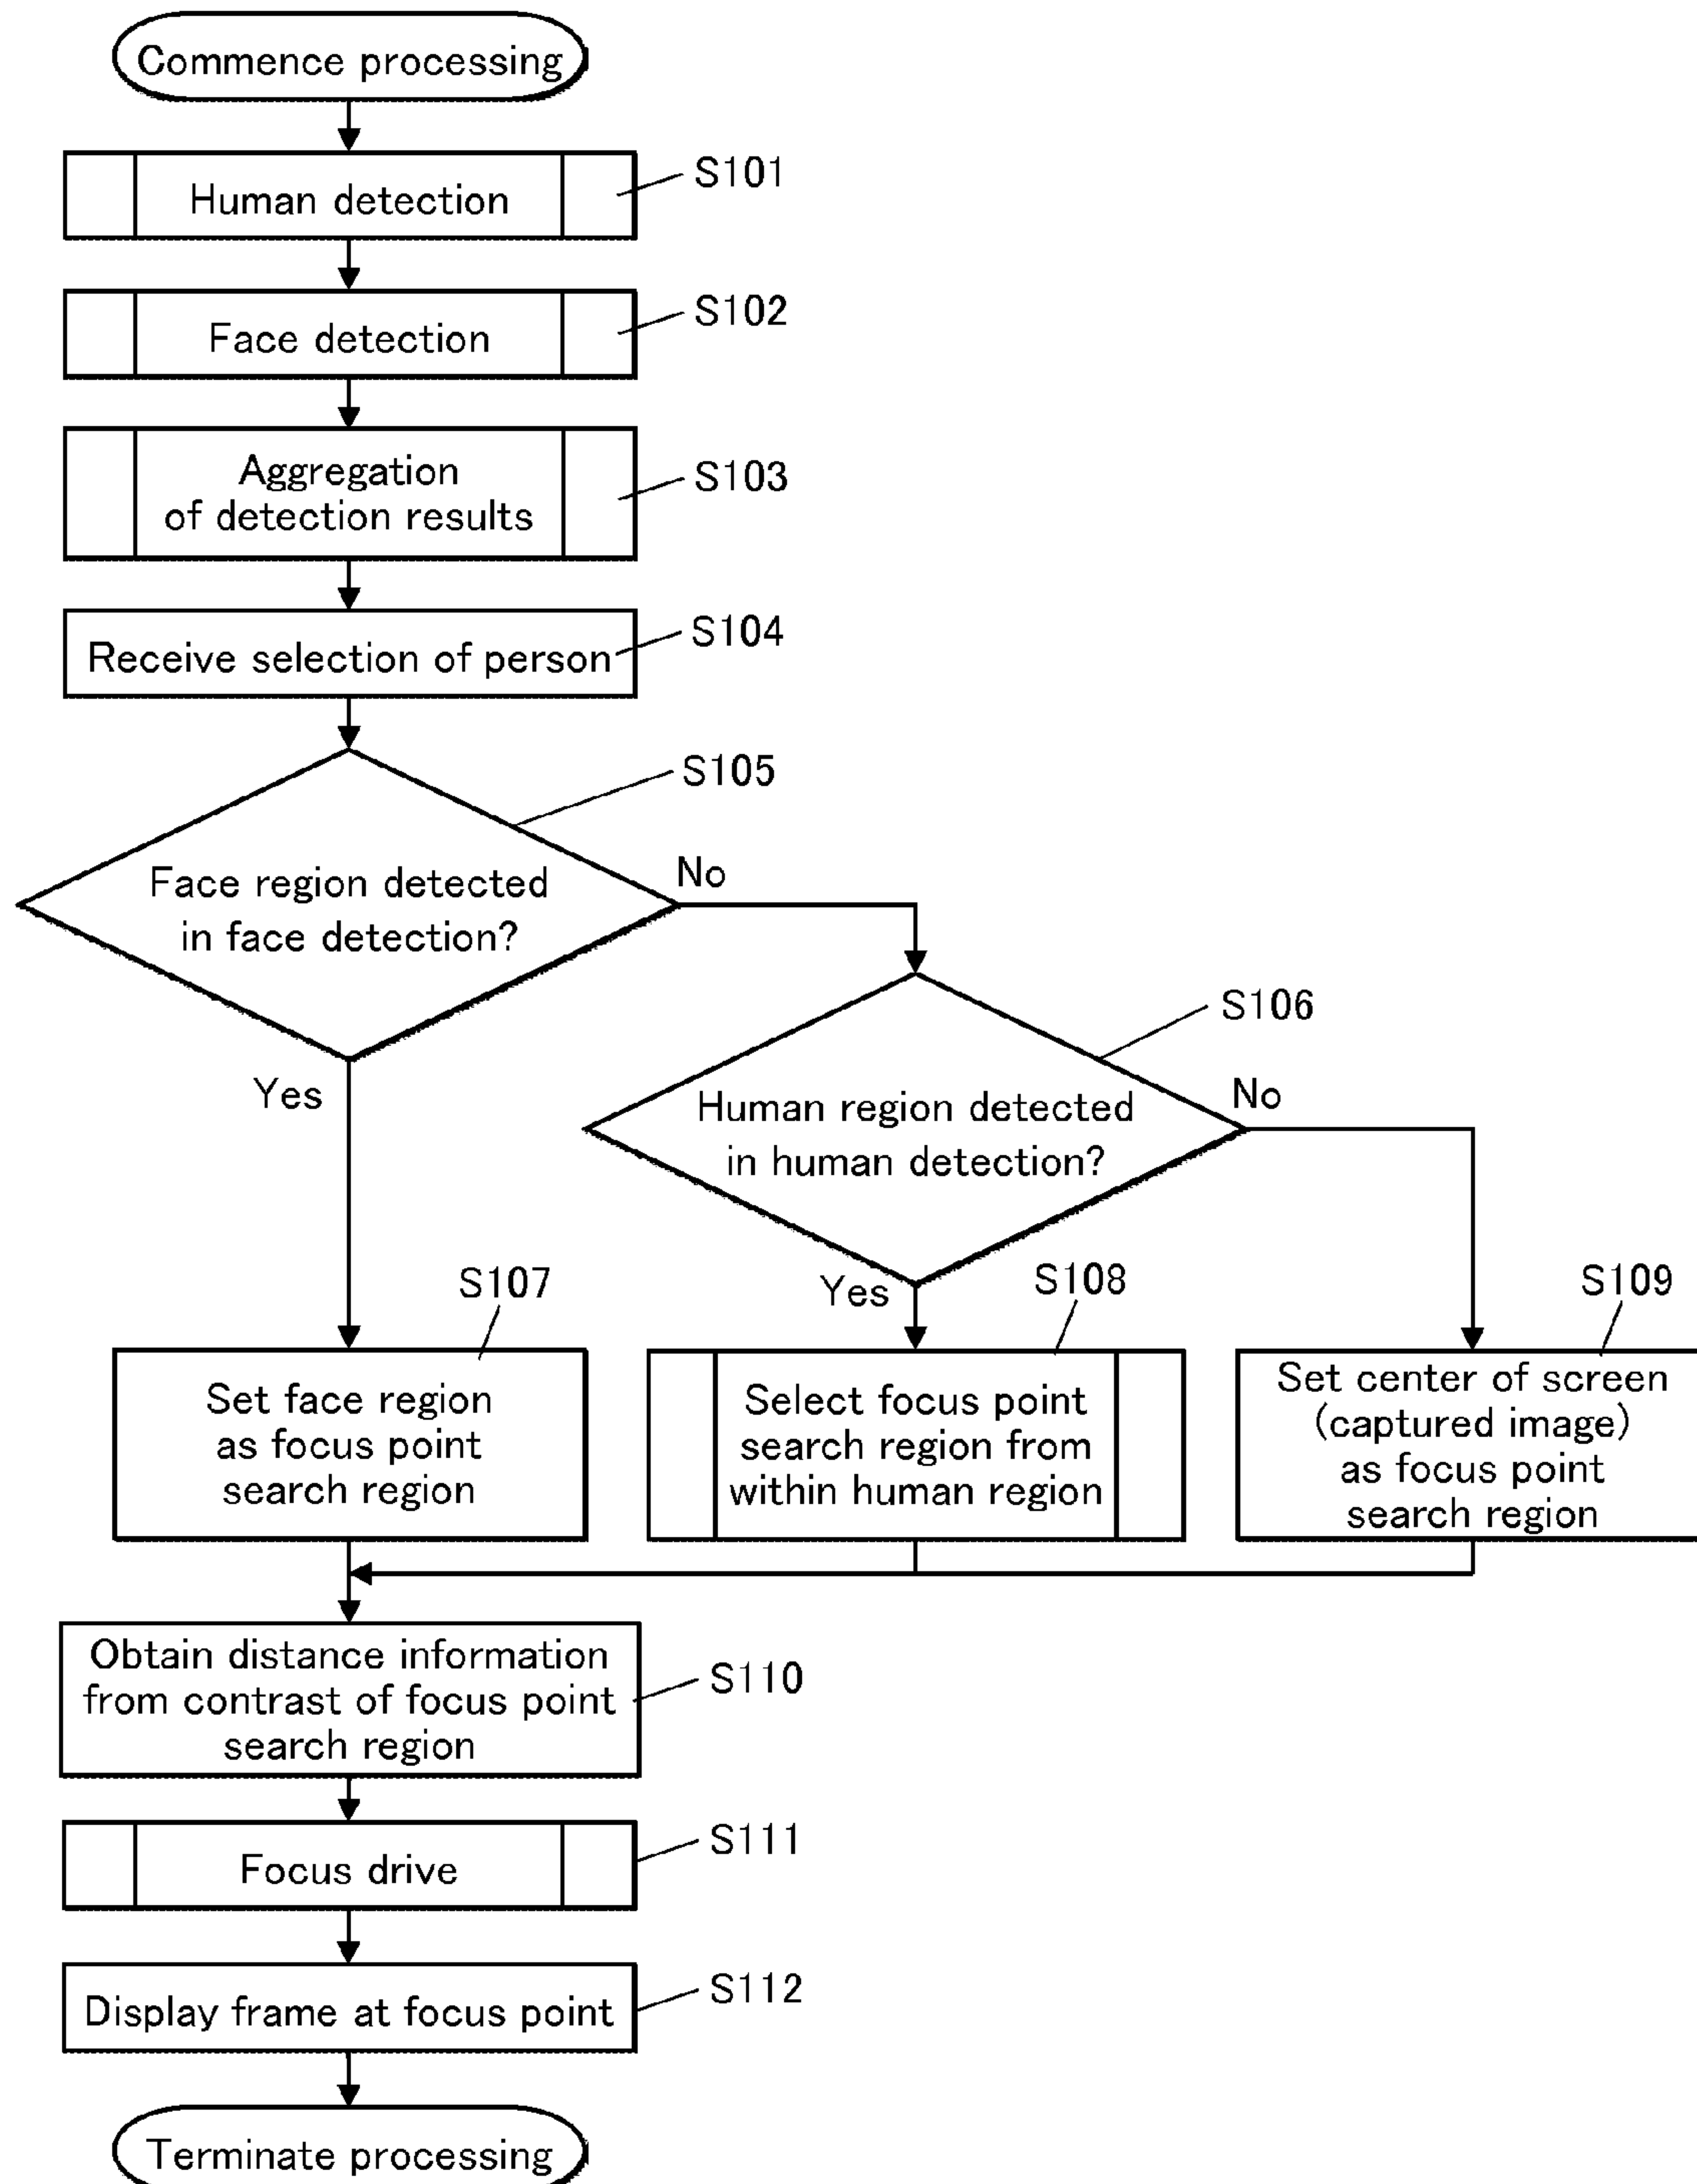 Commence processing
Human detection
S101
Face detection
S102
Aggregation
of detection results
S103
Receive selection of person
S104
S105
Face region detected
in face detection?
No
Yes
S106
Human region detected
in human detection?
No
Yes
S107
Set face region
as focus point
search region
S108
Select focus point
search region from
within human region
S109
Set center of screen
(captured image)
as focus point
search region
Obtain distance information
from contrast of focus point
search region
S110
Focus drive
S111
Display frame at focus point
S112
Terminate processing